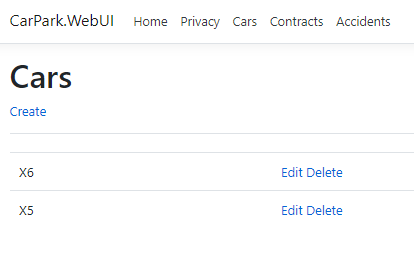 CarPark.WebUI Home Privacy Cars Contracts Accidents
Cars
Create
X6 Edit Delete
X5 Edit Delete